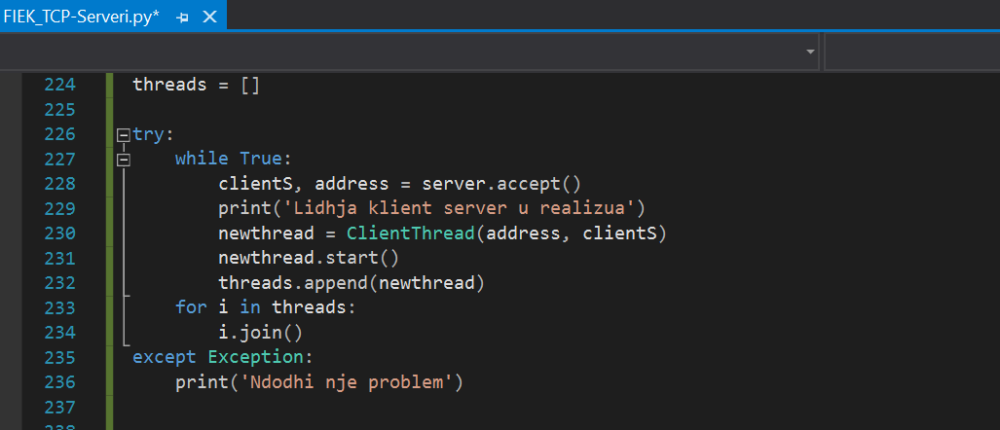 FIEK_TCP-Serveri.py*
224 threads = []
225
226 try:
227     while True:
228         clientS, address = server.accept()
229         print('Lidhja klient server u realizua')
230         newthread = ClientThread(address, clientS)
231         newthread.start()
232         threads.append(newthread)
233     for i in threads:
234         i.join()
235 except Exception:
236     print('Ndodhi nje problem')
237